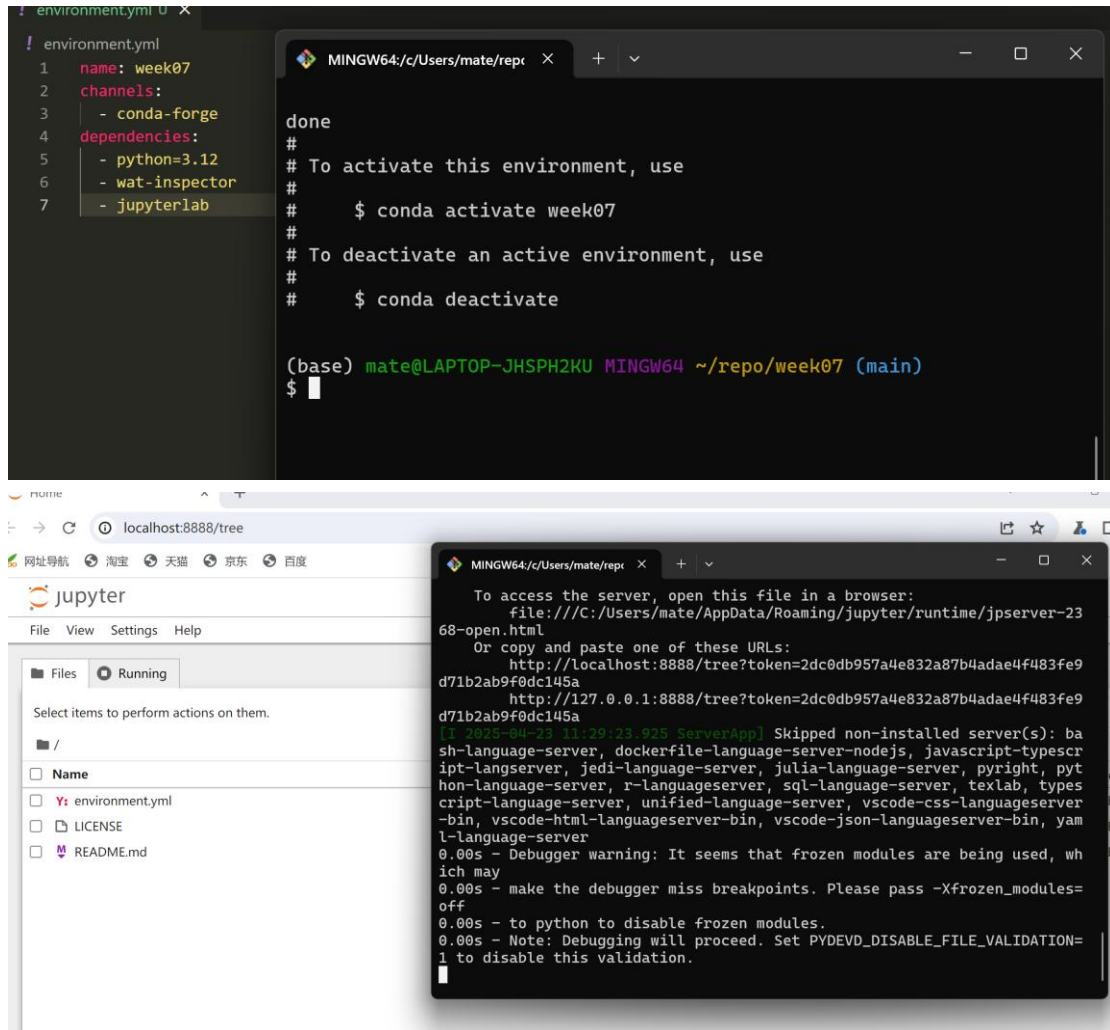 ! environment.yml U ×
! environment.yml
1 name: week07
2 channels:
3 - conda-forge
4 dependencies:
5 - python=3.12
6 - wat-inspector
7 - jupyterlab
MINGW64:/c/Users/mate/repo
done
#
# To activate this environment, use
#
# $ conda activate week07
#
# To deactivate an active environment, use
#
# $ conda deactivate
(base) mate@LAPTOP-JHSPH2KU MINGW64 ~/repo/week07 (main)
$
Home
localhost:8888/tree
网址导航 淘宝 天猫 京东 百度
jupyter
File View Settings Help
Files Running
Select items to perform actions on them.
/
Name
Y: environment.yml
LICENSE
README.md
MINGW64:/c/Users/mate/repo
To access the server, open this file in a browser:
file:///C:/Users/mate/AppData/Roaming/jupyter/runtime/jpserver-23
68-open.html
Or copy and paste one of these URLs:
http://localhost:8888/tree?token=2dc0db957a4e832a87b4adae4f483fe9
d71b2ab9f0dc145a
http://127.0.0.1:8888/tree?token=2dc0db957a4e832a87b4adae4f483fe9
d71b2ab9f0dc145a
[I 2025-04-23 11:29:23.925 ServerApp] Skipped non-installed server(s): ba
sh-language-server, dockerfile-language-server-nodejs, javascript-typescr
ipt-langserver, jedi-language-server, julia-language-server, pyright, pyt
hon-language-server, r-languageserver, sql-language-server, texlab, types
cript-language-server, unified-language-server, vscode-css-languageserver
-bin, vscode-html-languageserver-bin, vscode-json-languageserver-bin, yam
l-language-server
0.00s - Debugger warning: It seems that frozen modules are being used, wh
ich may
0.00s - make the debugger miss breakpoints. Please pass -Xfrozen_modules=
off
0.00s - to python to disable frozen modules.
0.00s - Note: Debugging will proceed. Set PYDEVD_DISABLE_FILE_VALIDATION=
1 to disable this validation.